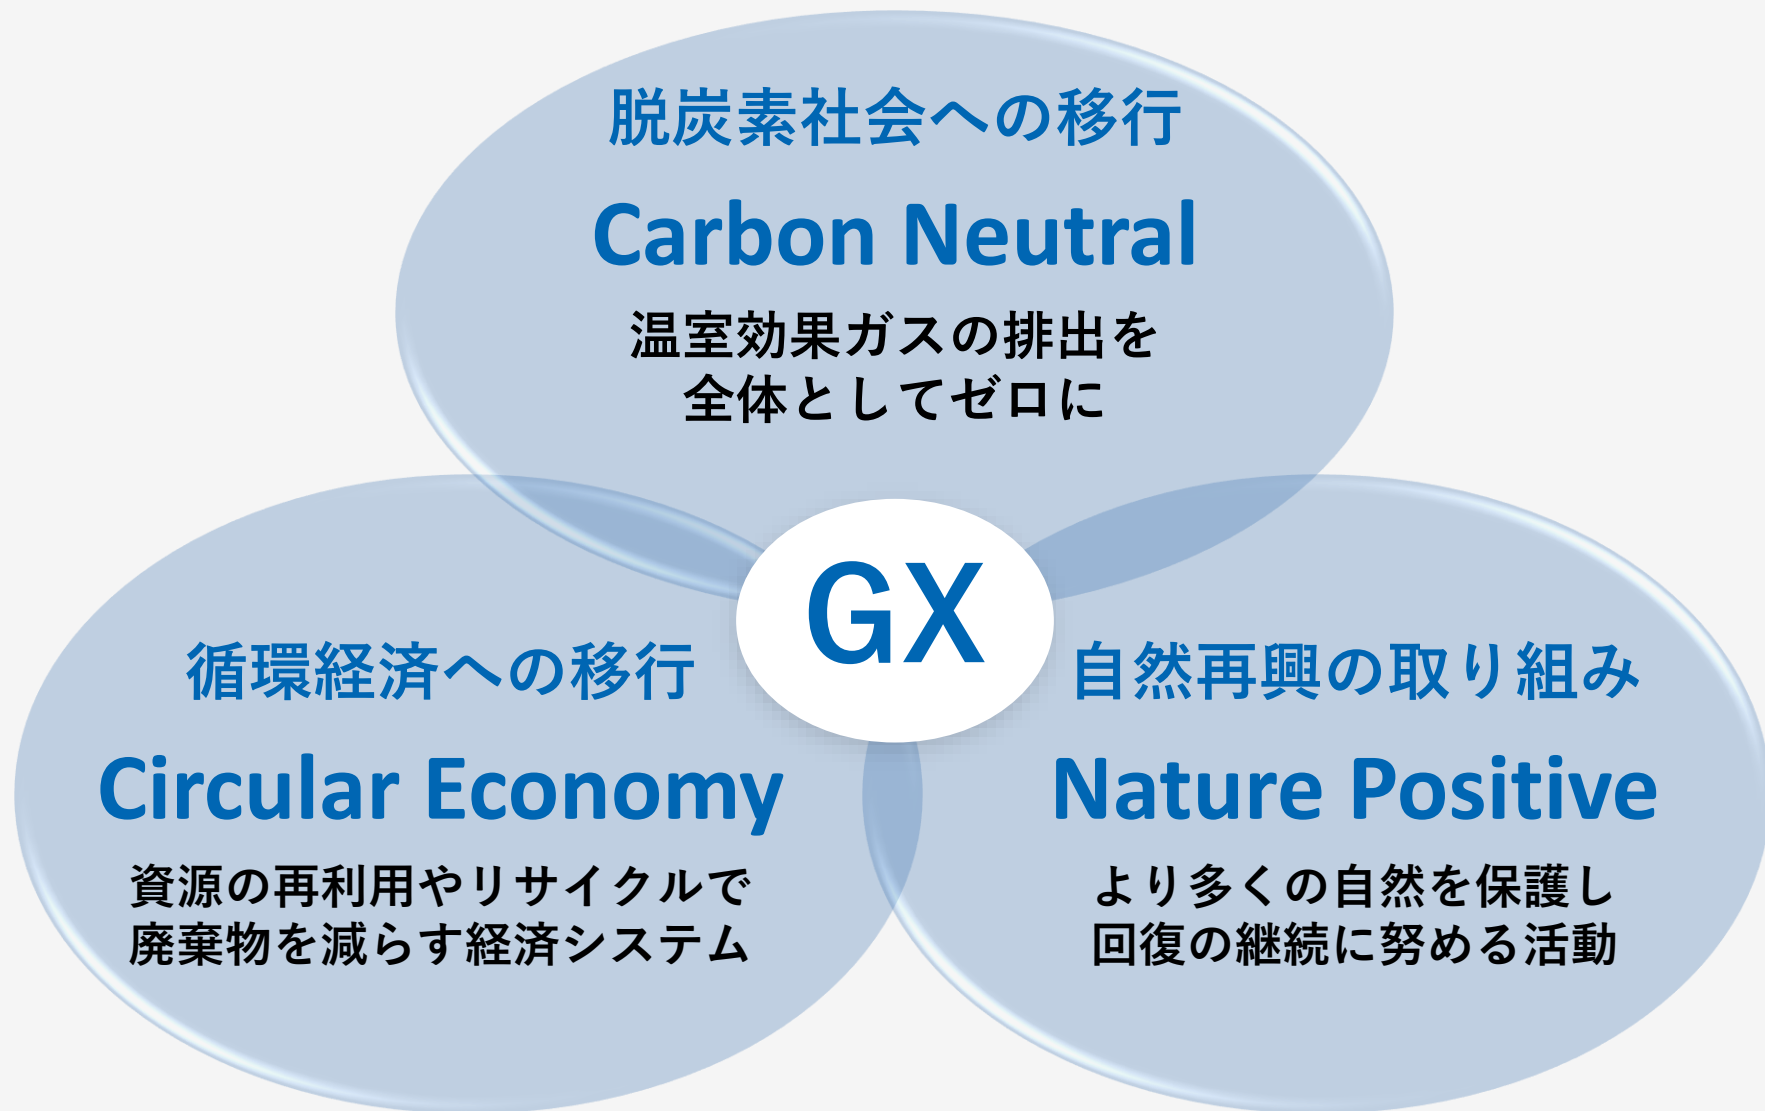 脱炭素社会への移行
Carbon Neutral
温室効果ガスの排出を
全体としてゼロに
GX
循環経済への移行
Circular Economy
資源の再利用やリサイクルで
廃棄物を減らす経済システム
自然再興の取り組み
Nature Positive
より多くの自然を保護し
回復の継続に努める活動